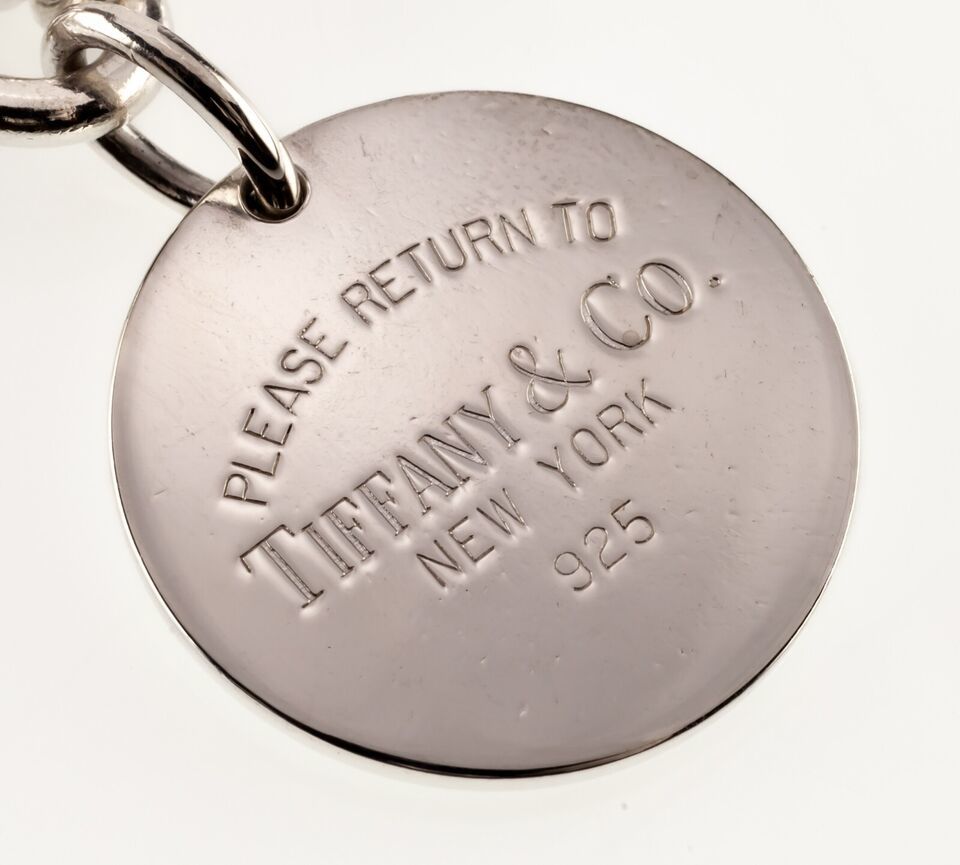 PLEASE RETURN TO
TIFFANY & CO.
NEW YORK
925